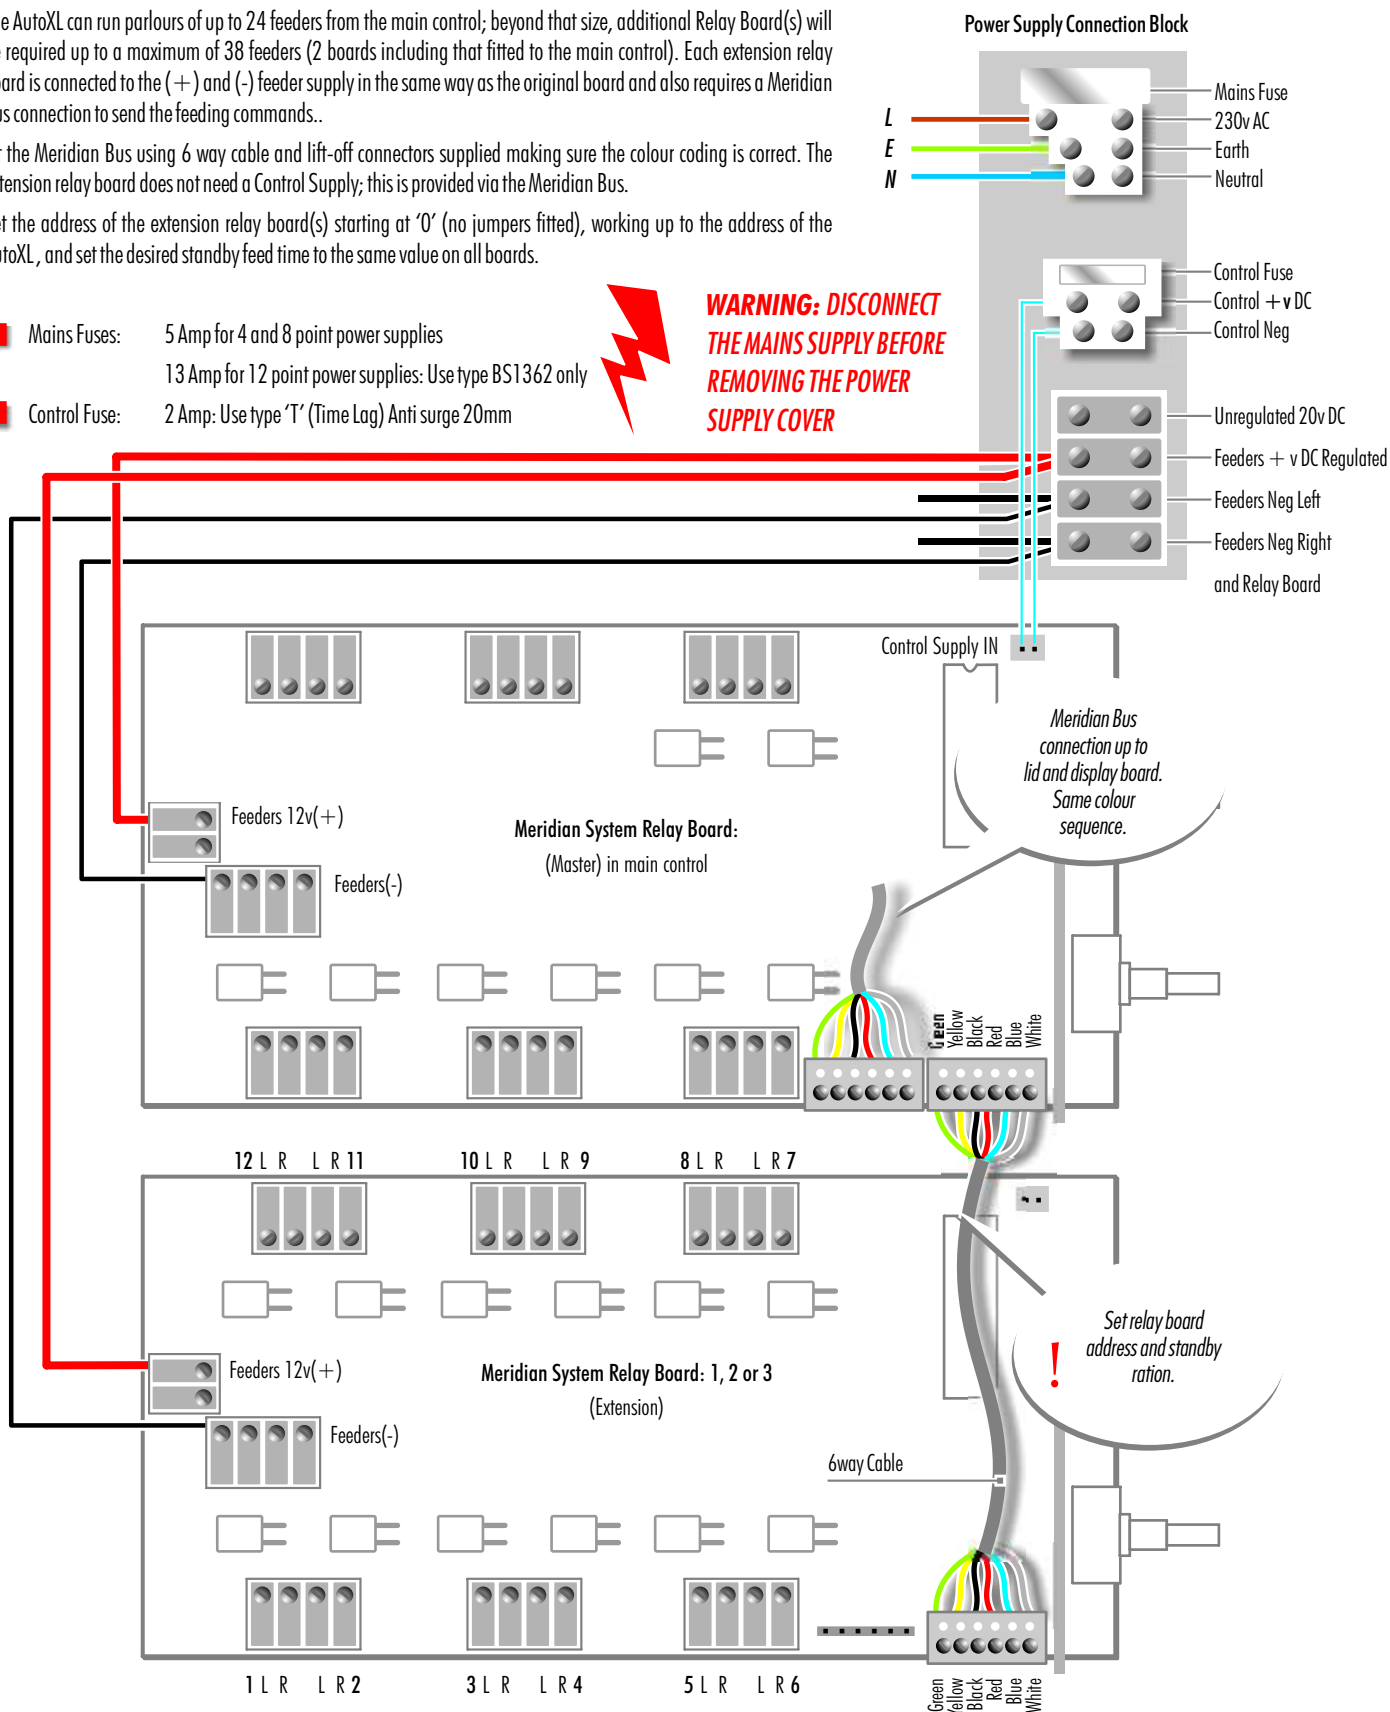 e AutoXL can run parlours of up to 24 feeders from the main control; beyond that size, additional Relay Board(s) will
required up to a maximum of 38 feeders (2 boards including that fitted to the main control). Each extension relay
oard is connected to the (+) and (-) feeder supply in the same way as the original board and also requires a Meridian
us connection to send the feeding commands..
t the Meridian Bus using 6 way cable and lift-off connectors supplied making sure the colour coding is correct. The
tension relay board does not need a Control Supply; this is provided via the Meridian Bus.
et the address of the extension relay board(s) starting at ‘0’ (no jumpers fitted), working up to the address of the
utoXL , and set the desired standby feed time to the same value on all boards.
Mains Fuses: 5 Amp for 4 and 8 point power supplies
13 Amp for 12 point power supplies: Use type BS1362 only
Control Fuse: 2 Amp: Use type ‘T’ (Time Lag) Anti surge 20mm
WARNING: DISCONNECT
THE MAINS SUPPLY BEFORE
REMOVING THE POWER
SUPPLY COVER
Power Supply Connection Block
L
E
N
Mains Fuse
230v AC
Earth
Neutral
Control Fuse
Control +v DC
Control Neg
Unregulated 20v DC
Feeders + v DC Regulated
Feeders Neg Left
Feeders Neg Right
and Relay Board
Control Supply IN
Meridian Bus
connection up to
lid and display board.
Same colour
sequence.
Feeders 12v(+)
Meridian System Relay Board:
(Master) in main control
Feeders(-)
Green
Yellow
Black
Red
Blue
White
12 L R L R 11
10 L R L R 9
8 L R L R 7
Set relay board
address and standby
ration.
!
Feeders 12v(+)
Meridian System Relay Board: 1, 2 or 3
(Extension)
Feeders(-)
6way Cable
1 L R L R 2
3 L R L R 4
5 L R L R 6
Green
Yellow
Black
Red
Blue
White